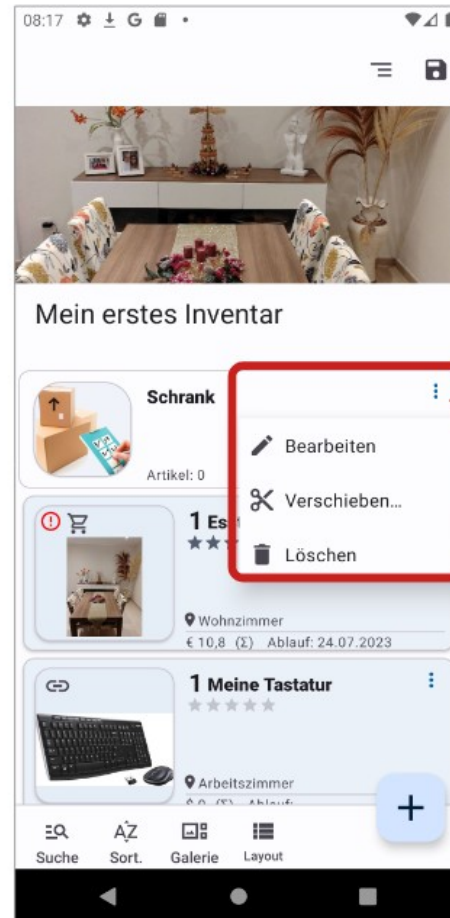 08:17 G
Mein erstes Inventar
Schrank
Artikel: 0
Bearbeiten
Verschieben...
Löschen
1
Wohnzimmer
€ 10,8 (Σ) Ablauf: 24.07.2023
1 Meine Tastatur
Arbeitszimmer
Suche
Sort.
Galerie
Layout